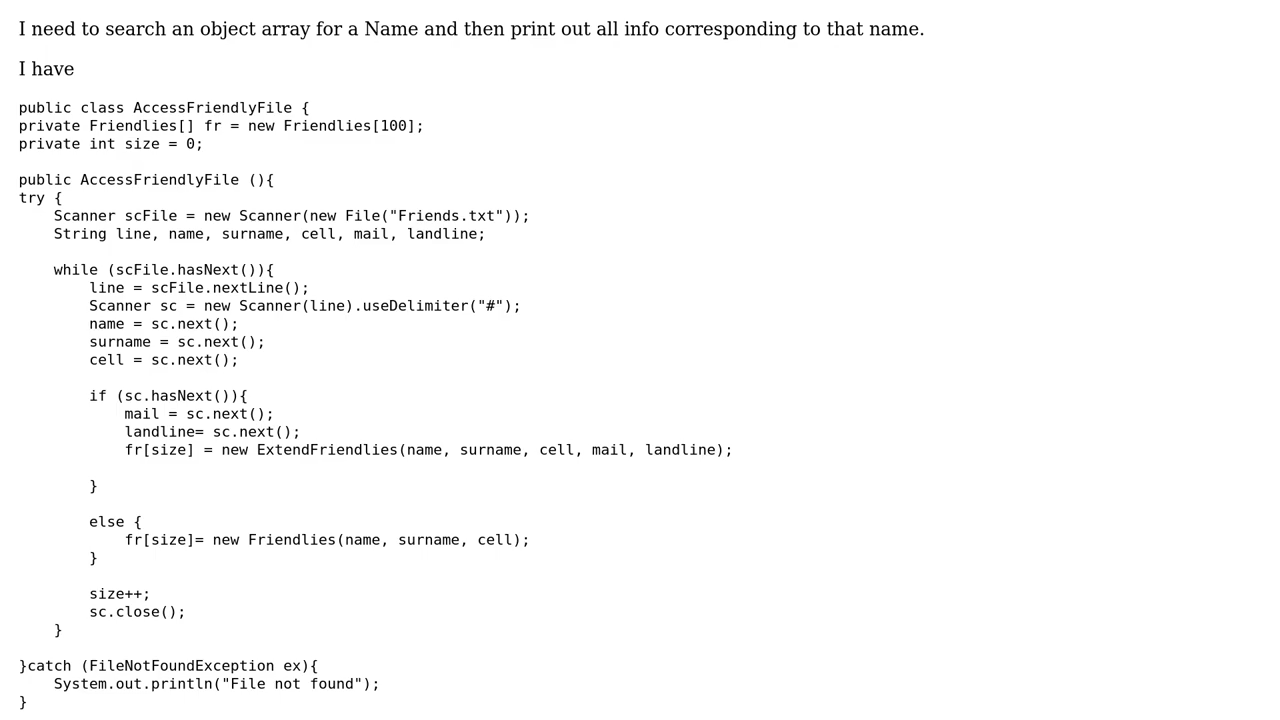 I need to search an object array for a Name and then print out all info corresponding to that name.
I have
public class AccessFriendlyFile {
private Friendlies[] fr = new Friendlies[100];
private int size = 0;
public AccessFriendlyFile (){
try {
    Scanner scFile = new Scanner(new File("Friends.txt"));
    String line, name, surname, cell, mail, landline;
    while (scFile.hasNext()){
        line = scFile.nextLine();
        Scanner sc = new Scanner(line).useDelimiter("#");
        name = sc.next();
        surname = sc.next();
        cell = sc.next();
        if (sc.hasNext()){
            mail = sc.next();
            landline= sc.next();
            fr[size] = new ExtendFriendlies(name, surname, cell, mail, landline);
        }
        else {
            fr[size]= new Friendlies(name, surname, cell);
        }
        size++;
        sc.close();
    }
}catch (FileNotFoundException ex){
    System.out.println("File not found");
}